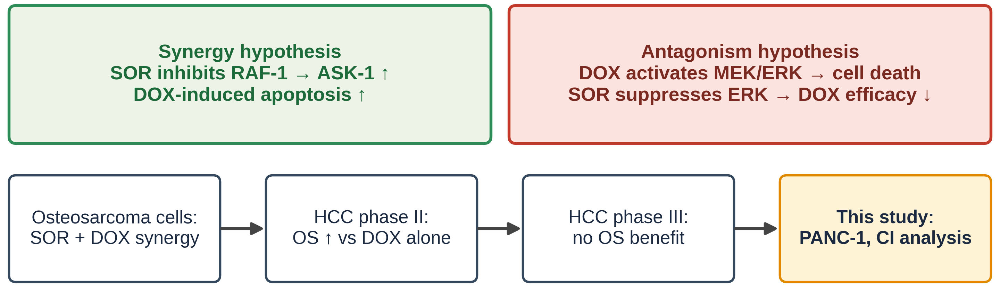 Synergy hypothesis
SOR inhibits RAF-1 → ASK-1 ↑
DOX-induced apoptosis ↑
Antagonism hypothesis
DOX activates MEK/ERK → cell death
SOR suppresses ERK → DOX efficacy ↓
Osteosarcoma cells:
SOR + DOX synergy
HCC phase II:
OS ↑ vs DOX alone
HCC phase III:
no OS benefit
This study:
PANC-1, CI analysis